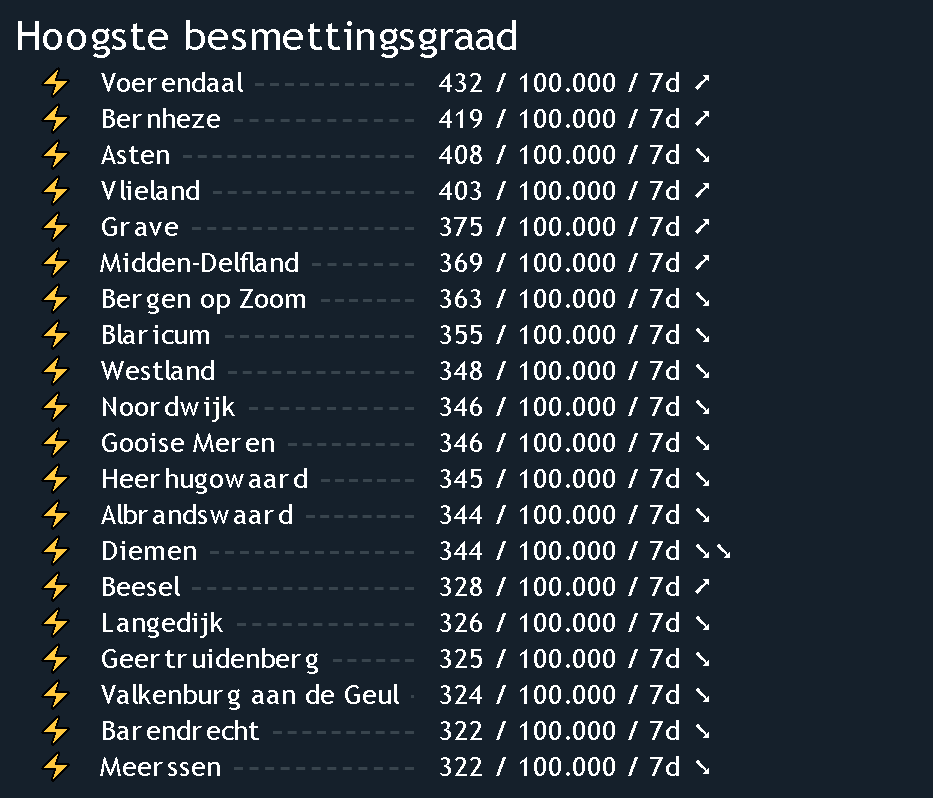 Hoogste besmettingsgraad
⚡ Voerendaal ----------- 432 / 100.000 / 7d ↗
⚡ Bernheze ------------- 419 / 100.000 / 7d ↗
⚡ Asten ---------------- 408 / 100.000 / 7d ↘
⚡ Vlieland -------------- 403 / 100.000 / 7d ↗
⚡ Grave ---------------- 375 / 100.000 / 7d ↗
⚡ Midden-Delfland ------- 369 / 100.000 / 7d ↗
⚡ Bergen op Zoom ------- 363 / 100.000 / 7d ↘
⚡ Blaricum ------------- 355 / 100.000 / 7d ↘
⚡ Westland ------------- 348 / 100.000 / 7d ↘
⚡ Noordwijk ------------ 346 / 100.000 / 7d ↘
⚡ Gooise Meren --------- 346 / 100.000 / 7d ↘
⚡ Heerhugowaard ------- 345 / 100.000 / 7d ↘
⚡ Albrandswaard -------- 344 / 100.000 / 7d ↘
⚡ Diemen -------------- 344 / 100.000 / 7d ↘↘
⚡ Beesel ---------------- 328 / 100.000 / 7d ↗
⚡ Langedijk ------------ 326 / 100.000 / 7d ↘
⚡ Geertruidenberg ------ 325 / 100.000 / 7d ↘
⚡ Valkenburg aan de Geul - 324 / 100.000 / 7d ↘
⚡ Barendrecht ---------- 322 / 100.000 / 7d ↘
⚡ Meerssen ------------- 322 / 100.000 / 7d ↘